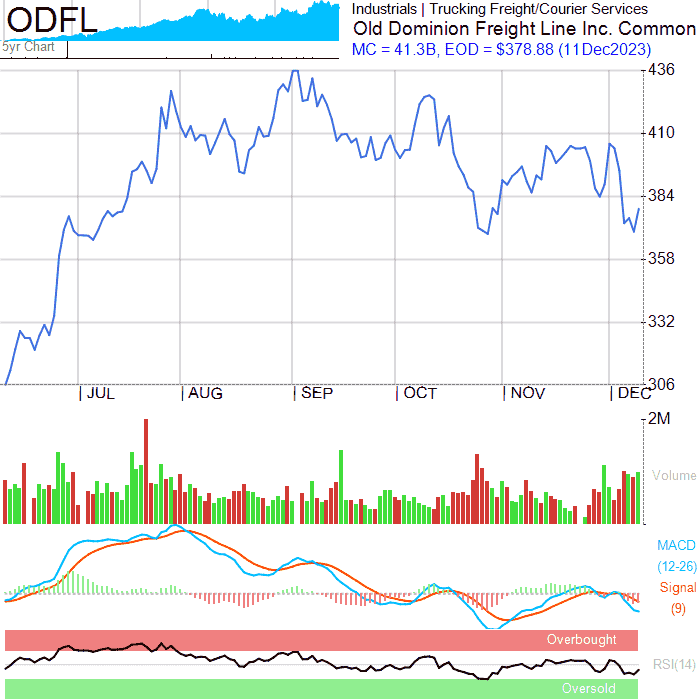 ODFL
5yr Chart
Industrials | Trucking Freight/Courier Services
Old Dominion Freight Line Inc. Common
MC = 41.3B, EOD = $378.88 (11Dec2023)
436
410
384
358
332
306
|JUL |AUG |SEP |OCT |NOV |DEC
2M
Volume
MACD
(12-26)
Signal
(9)
Overbought
RSI(14)
Oversold